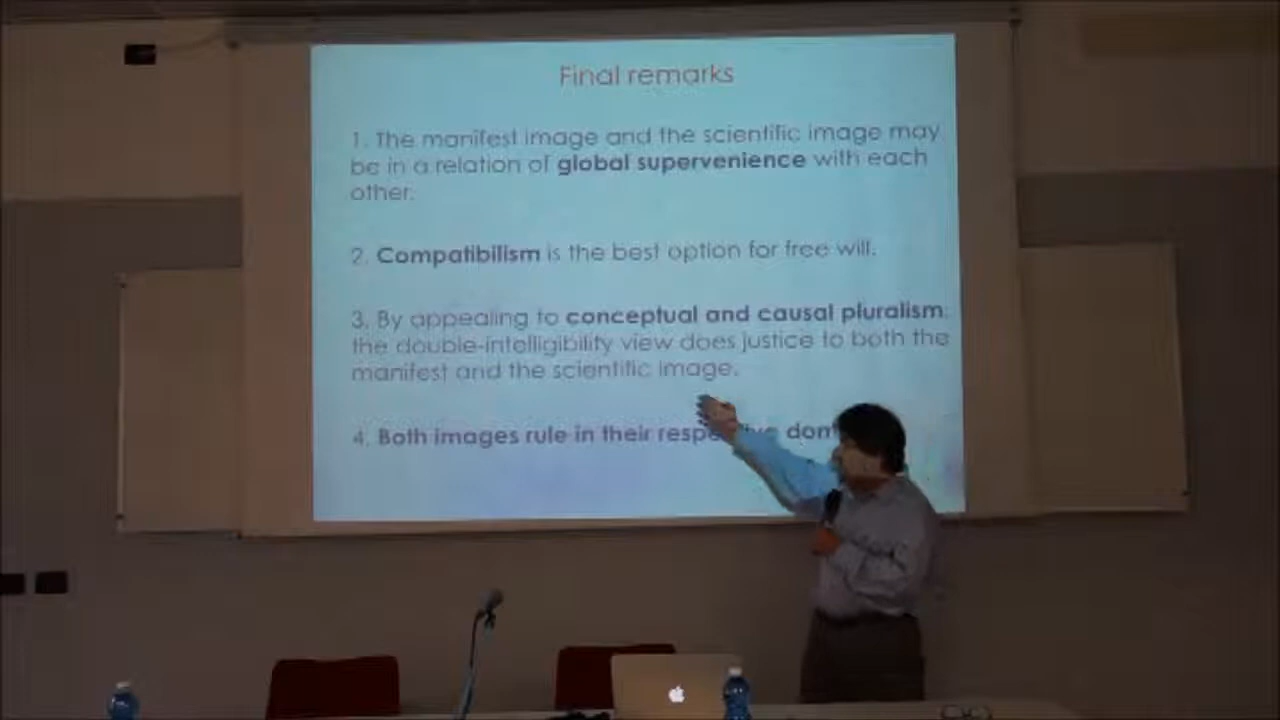 Final remarks
1. The manifest image and the scientific image may
be in a relation of global supervenience with each
other.
2. Compatibilism is the best option for free will.
3. By appealing to conceptual and causal pluralism:
the double-intelligibility view does justice to both the
manifest and the scientific image.
4. Both images rule in their